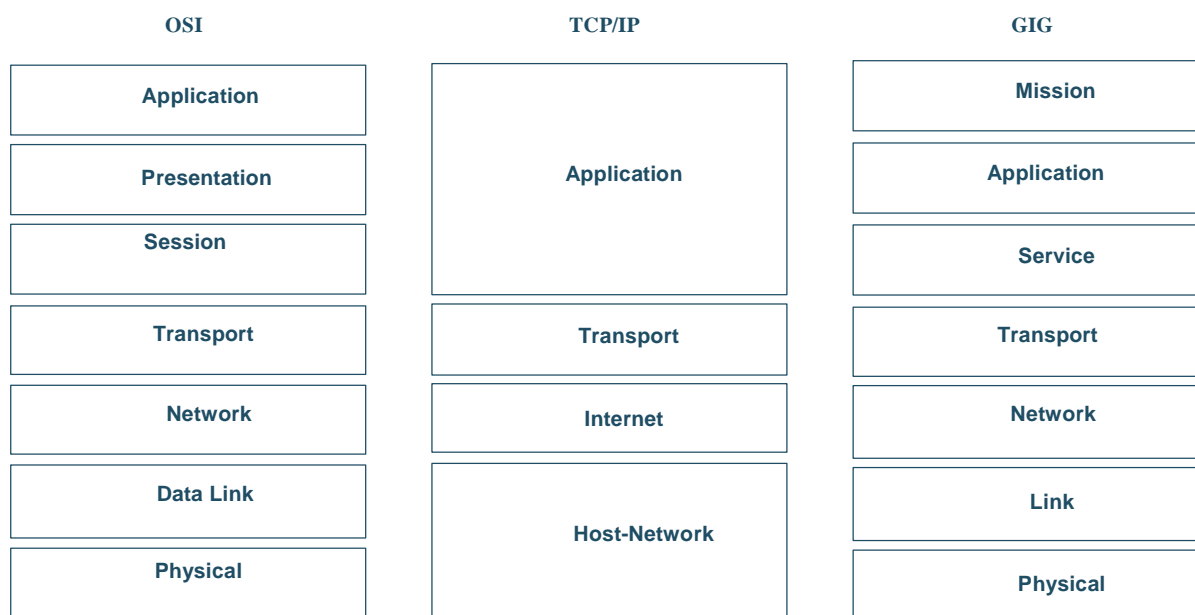 OSI
TCP/IP
GIG
Application
Presentation
Session
Transport
Network
Data Link
Physical
Application
Transport
Internet
Host-Network
Mission
Application
Service
Transport
Network
Link
Physical